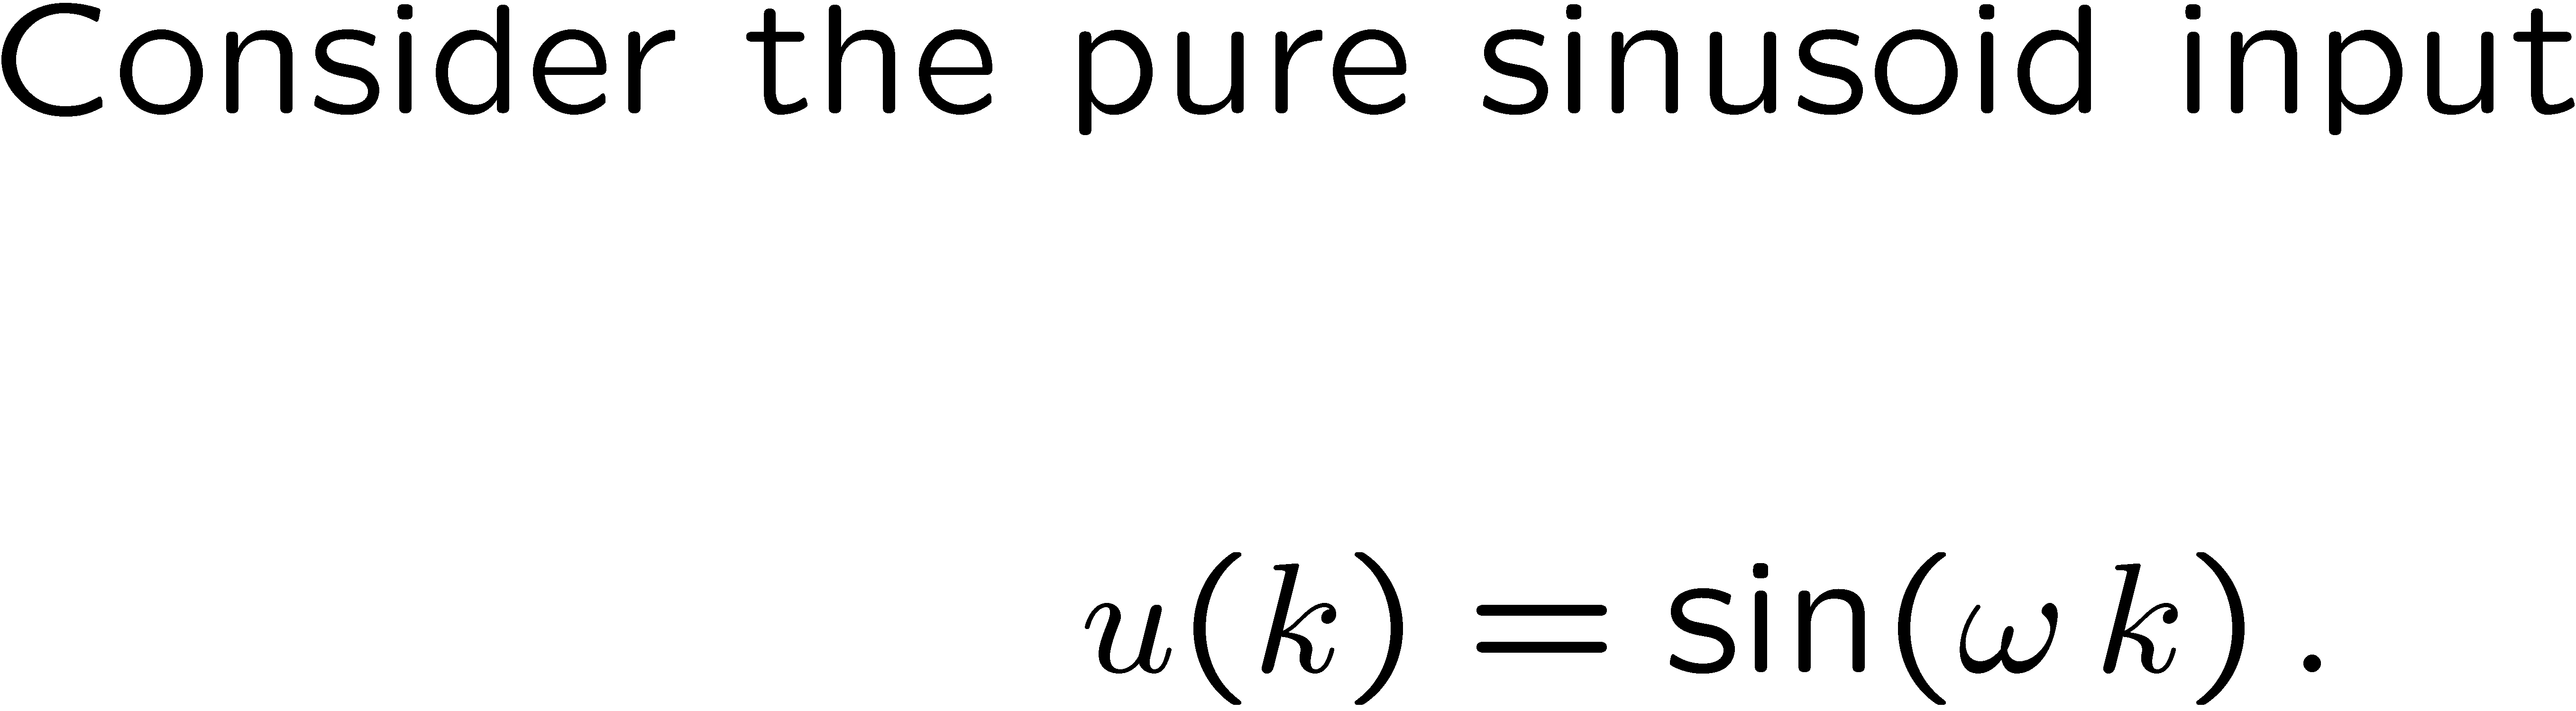 Consider the pure sinusoid input
u(k) = sin(ω k) .